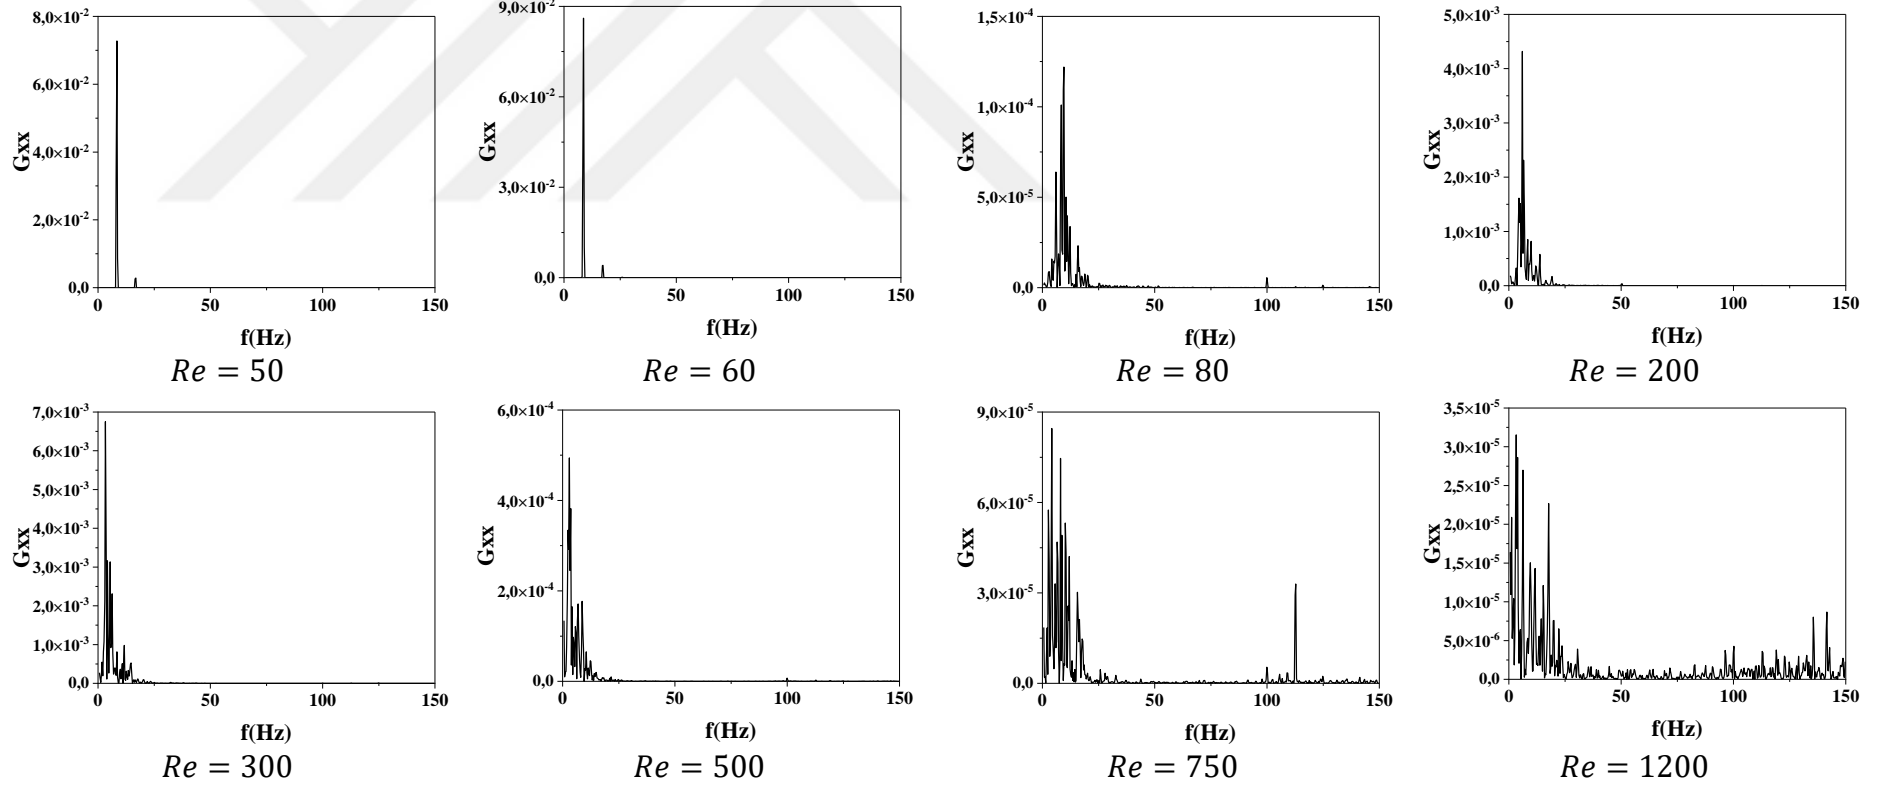 8,0×10⁻²
6,0×10⁻²
4,0×10⁻²
2,0×10⁻²
0,0
Gxx
0 50 100 150
f(Hz)
Re = 50
9,0×10⁻²
6,0×10⁻²
3,0×10⁻²
0,0
Gxx
0 50 100 150
f(Hz)
Re = 60
1,5×10⁻⁴
1,0×10⁻⁴
5,0×10⁻⁵
0,0
Gxx
0 50 100 150
f(Hz)
Re = 80
5,0×10⁻³
4,0×10⁻³
3,0×10⁻³
2,0×10⁻³
1,0×10⁻³
0,0
Gxx
0 50 100 150
f(Hz)
Re = 200
7,0×10⁻³
6,0×10⁻³
5,0×10⁻³
4,0×10⁻³
3,0×10⁻³
2,0×10⁻³
1,0×10⁻³
0,0
Gxx
0 50 100 150
f(Hz)
Re = 300
6,0×10⁻⁴
4,0×10⁻⁴
2,0×10⁻⁴
0,0
Gxx
0 50 100 150
f(Hz)
Re = 500
9,0×10⁻⁵
6,0×10⁻⁵
3,0×10⁻⁵
0,0
Gxx
0 50 100 150
f(Hz)
Re = 750
3,5×10⁻⁵
3,0×10⁻⁵
2,5×10⁻⁵
2,0×10⁻⁵
1,5×10⁻⁵
1,0×10⁻⁵
5,0×10⁻⁶
0,0
Gxx
0 50 100 150
f(Hz)
Re = 1200